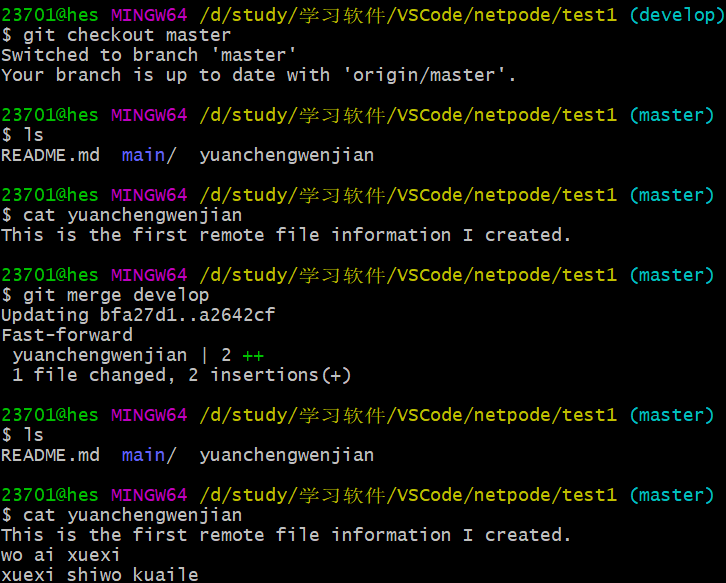 23701@hes MINGW64 /d/study/学习软件/VSCode/netpode/test1 (develop)
$ git checkout master
Switched to branch 'master'
Your branch is up to date with 'origin/master'.
23701@hes MINGW64 /d/study/学习软件/VSCode/netpode/test1 (master)
$ ls
README.md  main/  yuanchengwenjian
23701@hes MINGW64 /d/study/学习软件/VSCode/netpode/test1 (master)
$ cat yuanchengwenjian
This is the first remote file information I created.
23701@hes MINGW64 /d/study/学习软件/VSCode/netpode/test1 (master)
$ git merge develop
Updating bfa27d1..a2642cf
Fast-forward
 yuanchengwenjian | 2 ++
 1 file changed, 2 insertions(+)
23701@hes MINGW64 /d/study/学习软件/VSCode/netpode/test1 (master)
$ ls
README.md  main/  yuanchengwenjian
23701@hes MINGW64 /d/study/学习软件/VSCode/netpode/test1 (master)
$ cat yuanchengwenjian
This is the first remote file information I created.
wo ai xuexi
xuexi shiwo kuaile